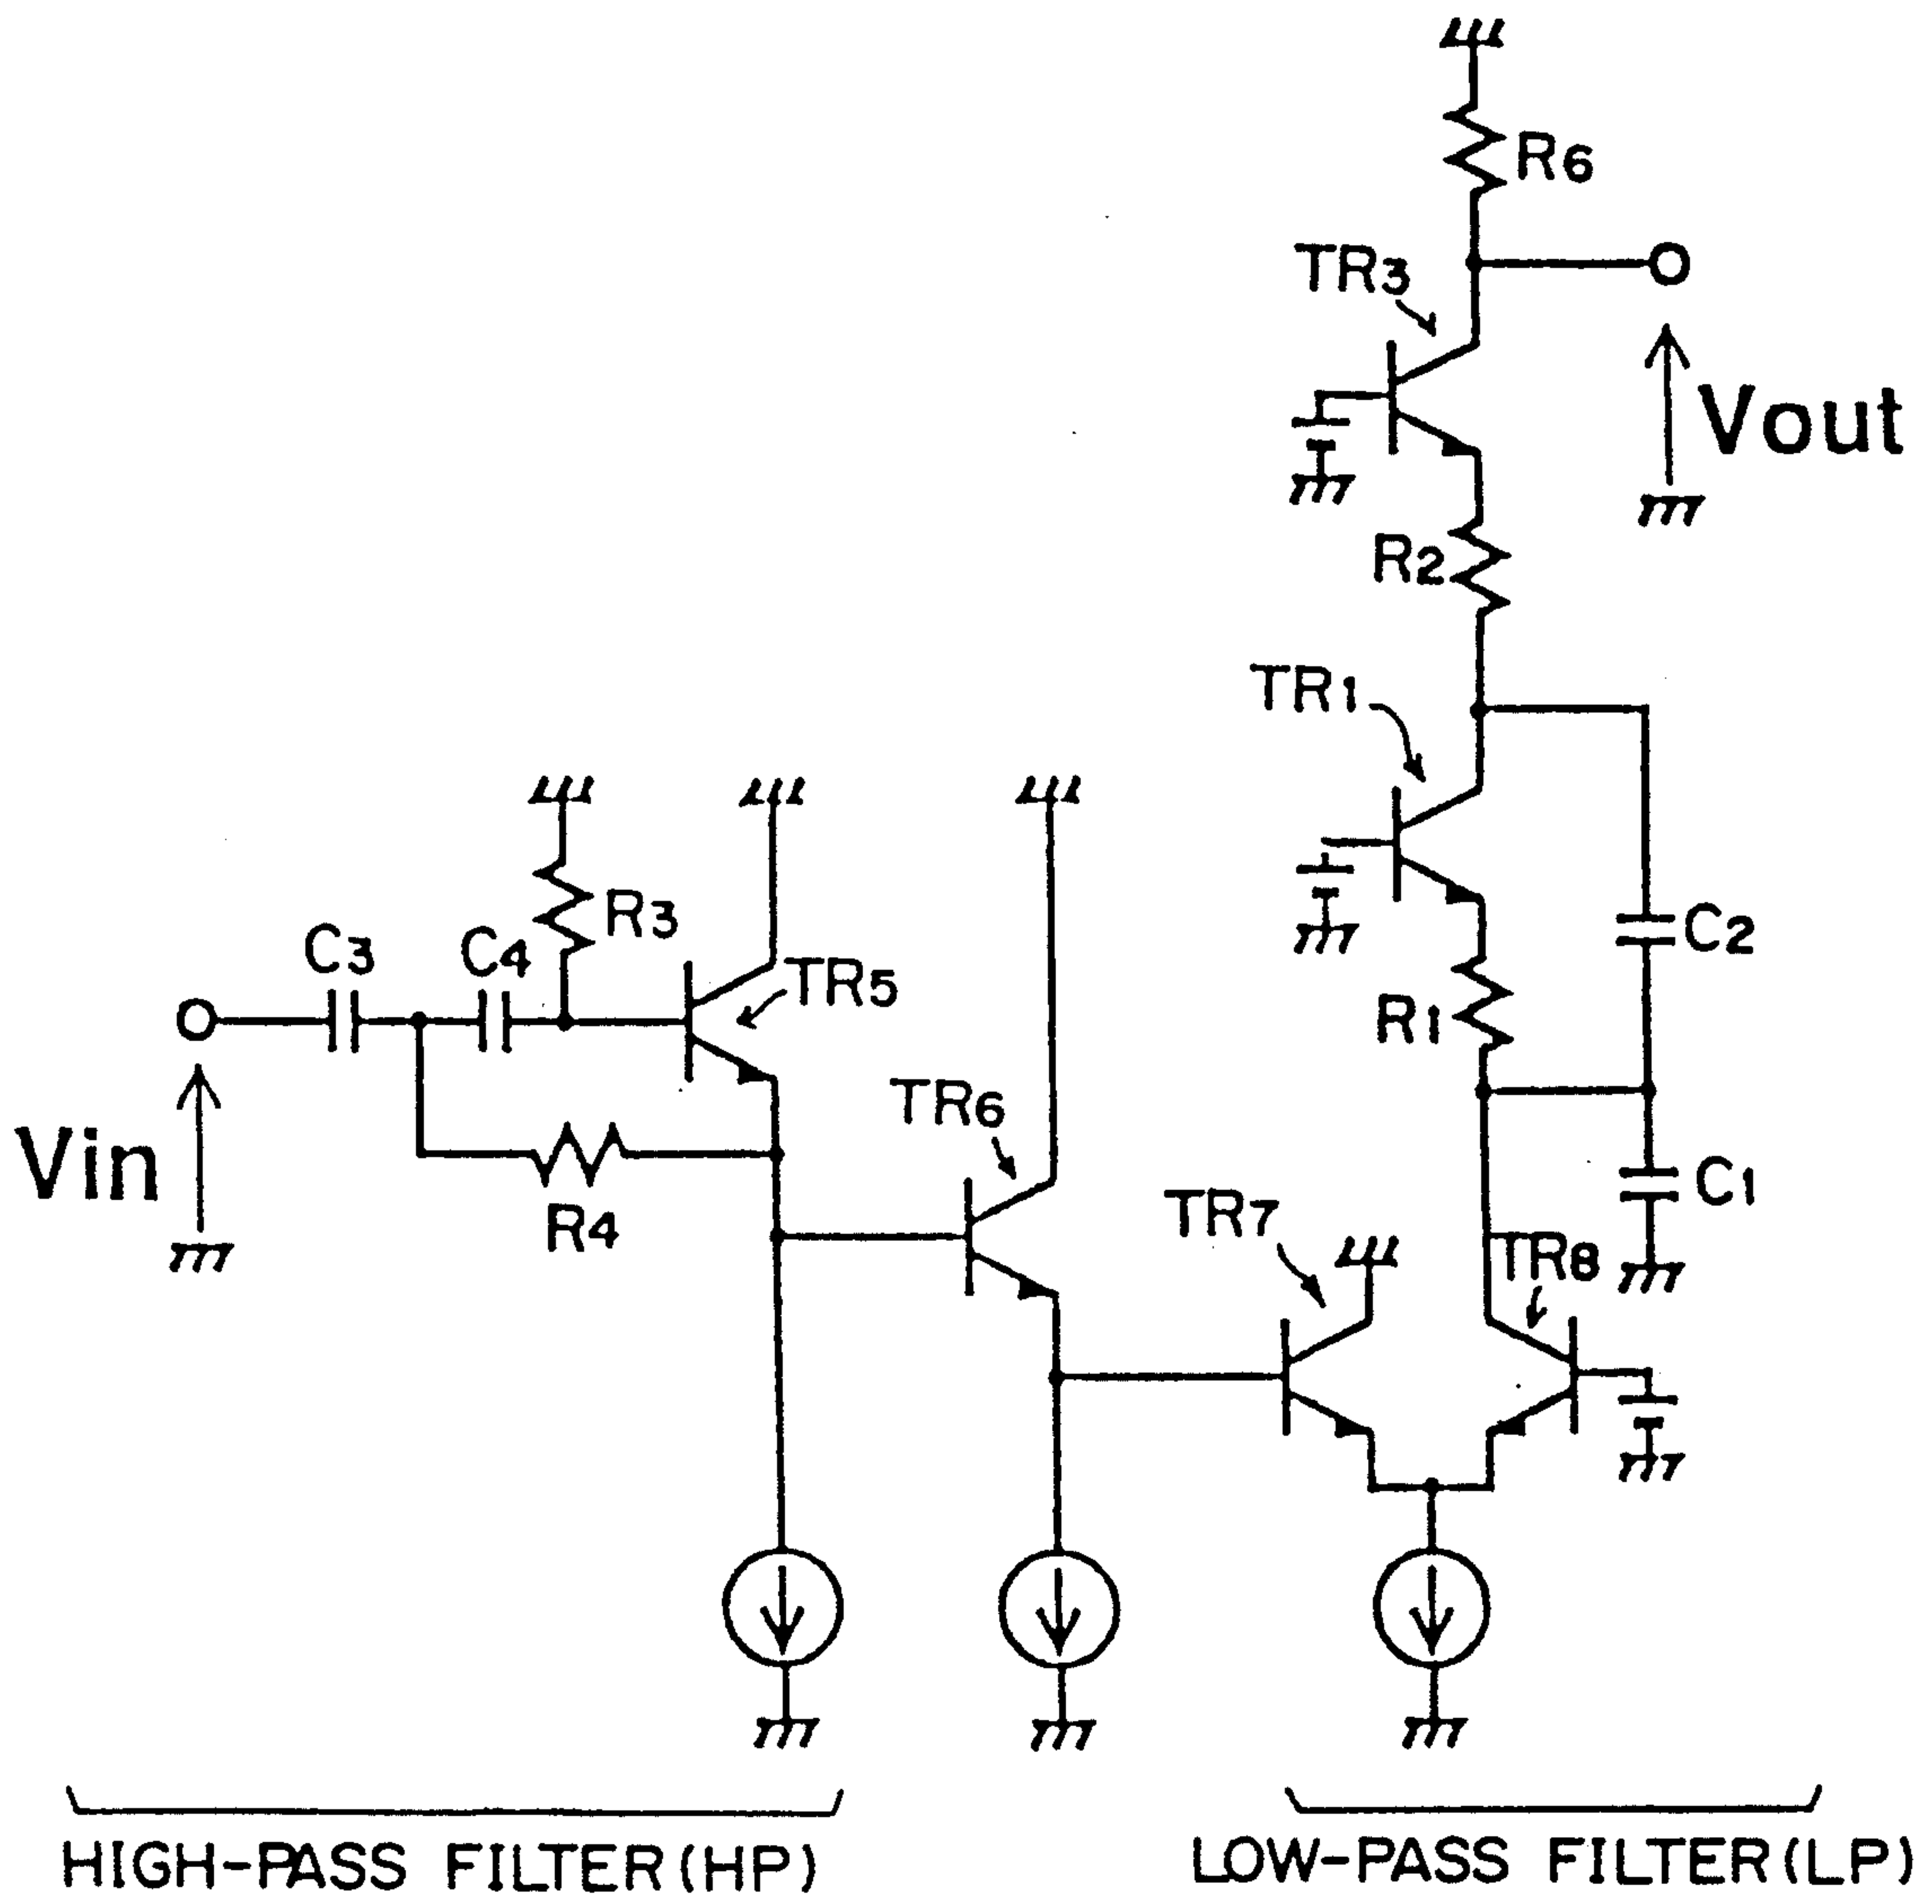 R6
TR3
Vout
R2
TR1
C2
R3
C3
C4
TR5
R1
TR6
Vin
C1
TR7
R4
TR8
HIGH-PASS FILTER(HP)
LOW-PASS FILTER(LP)